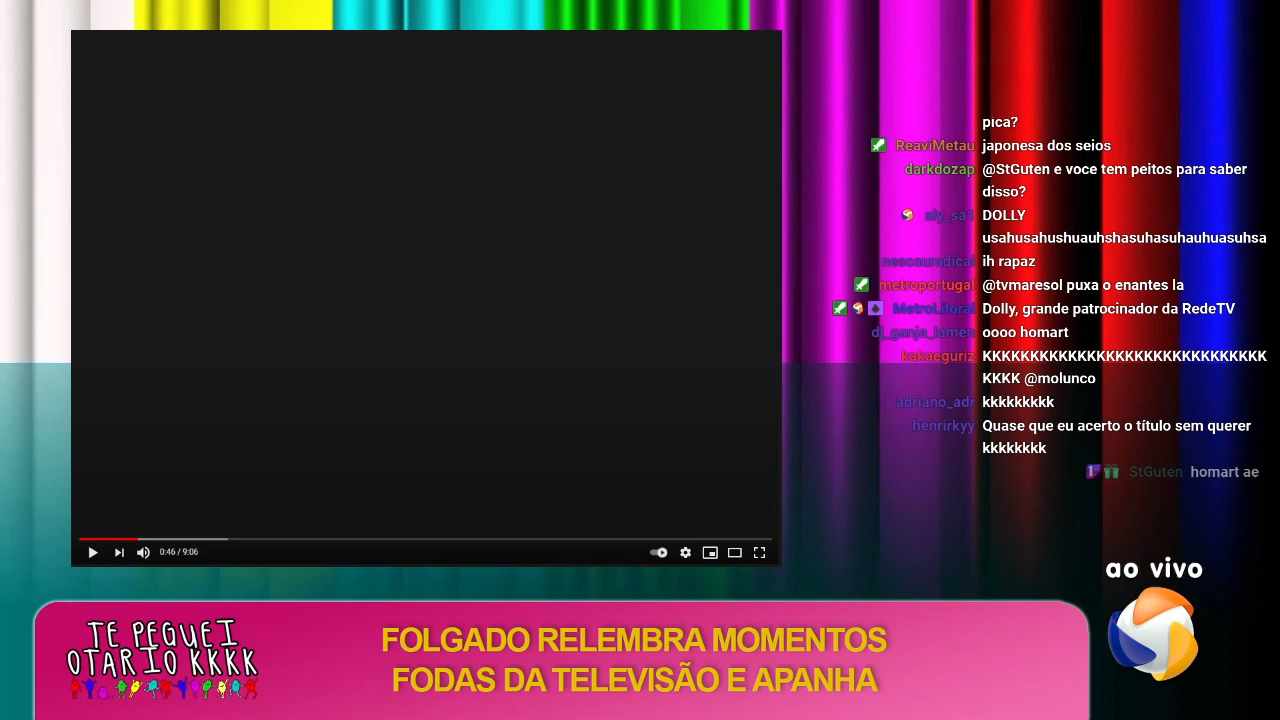 pica?
ReaviMetau japonesa dos seios
darkdozap @StGuten e voce tem peitos para saber
disso?
aly_sa1 DOLLY
usahusahushuauhshasuhasuhauhuasuhsa
nescauradical ih rapaz
metroportugal @tvmaresol puxa o enantes la
MetroLitoral Dolly, grande patrocinador da RedeTV
dj_ganja_lamen oooo homart
kakaeguriz KKKKKKKKKKKKKKKKKKKKKKKKKKKKKK
KKKK @molunco
adriano_adr kkkkkkkkk
henrirkyy Quase que eu acerto o título sem querer
kkkkkkkk
StGuten homart ae
0:46 / 9:06
ao vivo
TE PEGUEI
OTARIO KKKK
FOLGADO RELEMBRA MOMENTOS
FODAS DA TELEVISÃO E APANHA